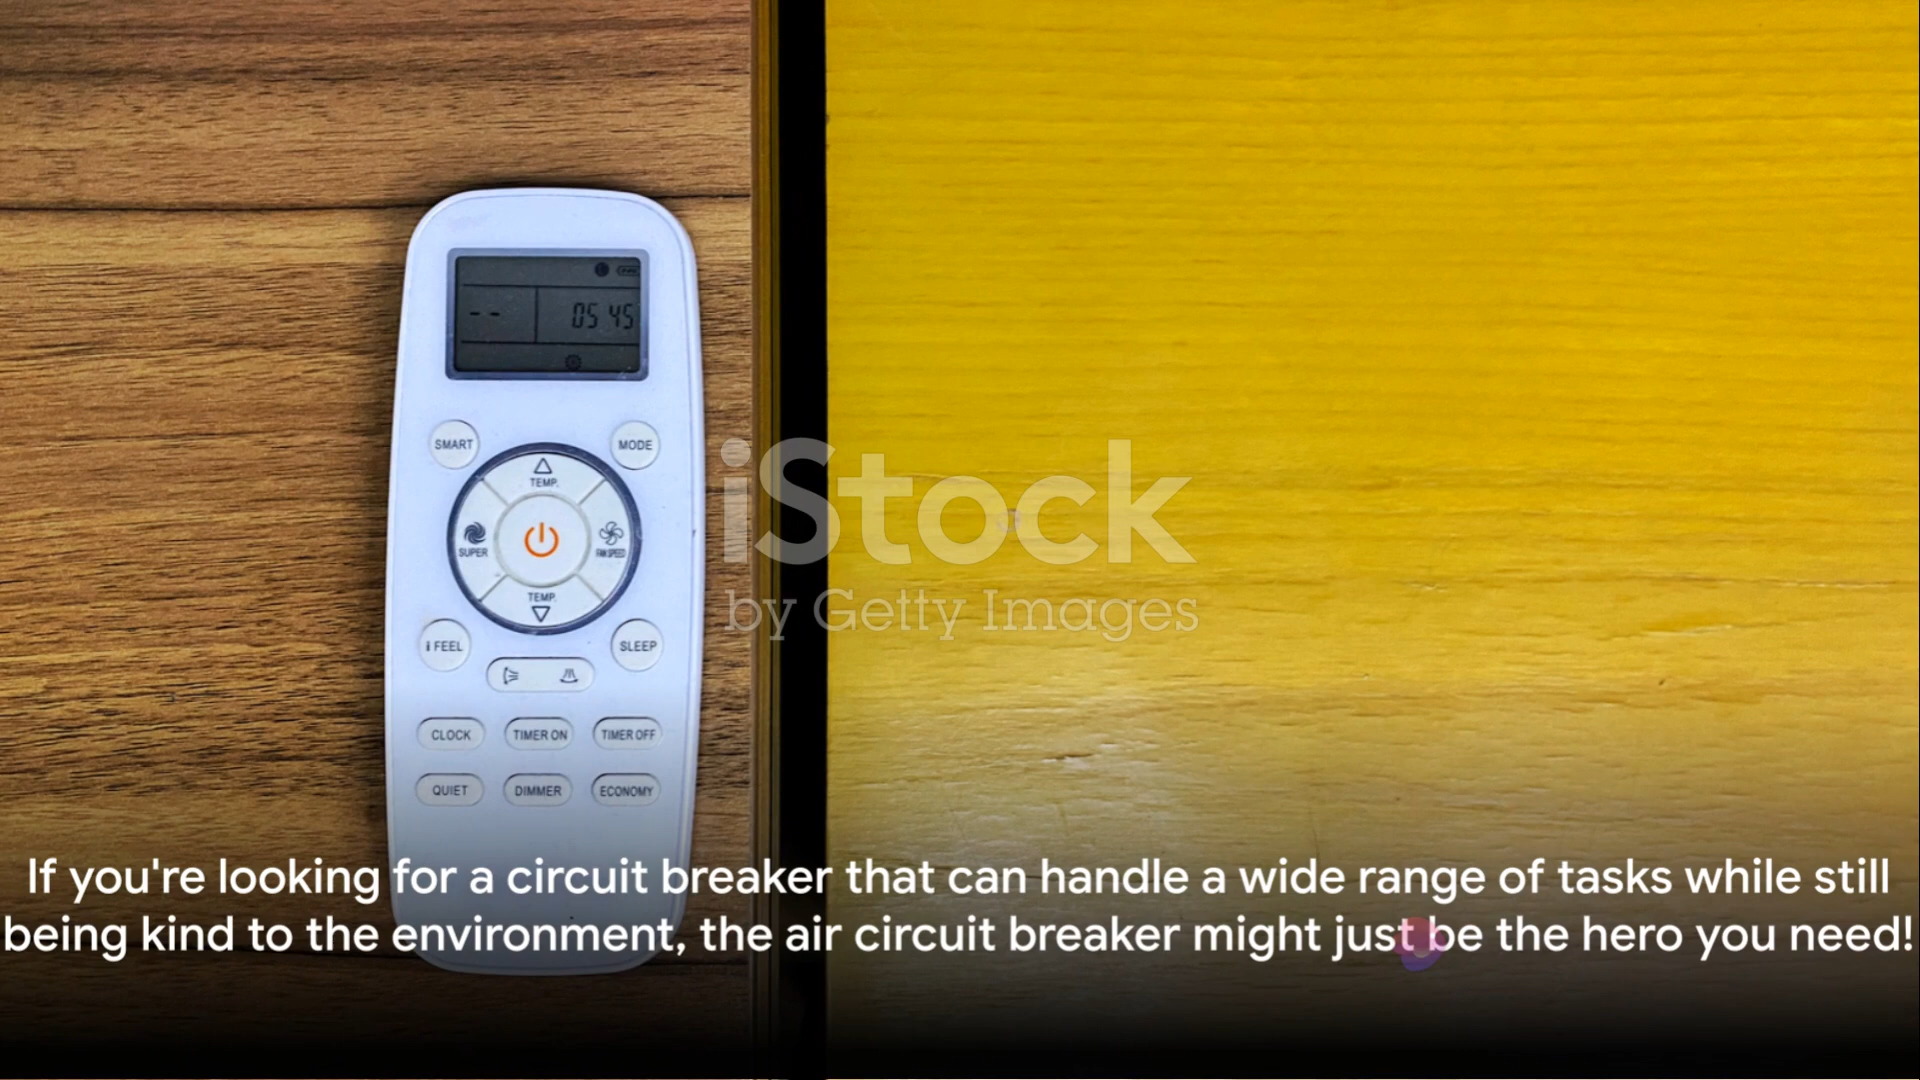 -- 05 45
SMART MODE
TEMP.
SUPER FAN SPEED
TEMP.
i FEEL SLEEP
CLOCK TIMER ON TIMER OFF
QUIET DIMMER ECONOMY
iStock
by Getty Images
If you're looking for a circuit breaker that can handle a wide range of tasks while still
being kind to the environment, the air circuit breaker might just be the hero you need!